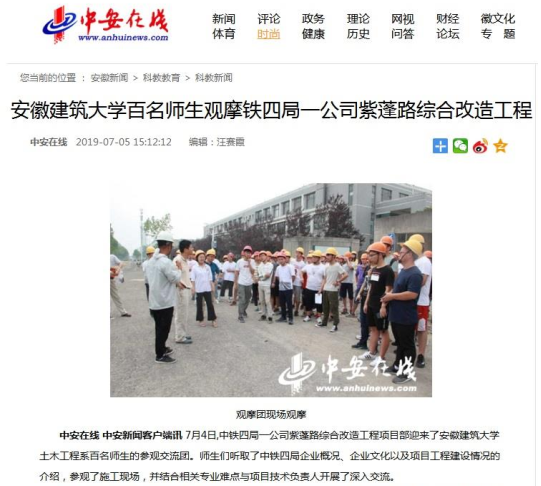 中安在线
www.anhuinews.com
新闻 评论 政务 理论 网视 财经 徽文化
体育 时尚 健康 历史 问答 论坛 专 题
您当前的位置 : 安徽新闻 > 科教教育 > 科教新闻
安徽建筑大学百名师生观摩铁四局一公司紫蓬路综合改造工程
中安在线 2019-07-05 15:12:12 编辑：汪赛霞
中安在线
www.anhuinews.com
观摩团现场观摩
中安在线 中安新闻客户端讯 7月4日,中铁四局一公司紫蓬路综合改造工程项目部迎来了安徽建筑大学
土木工程系百名师生的参观交流团。师生们听取了中铁四局企业概况、企业文化以及项目工程建设情况的
介绍，参观了施工现场，并结合相关专业难点与项目技术负责人开展了深入交流。